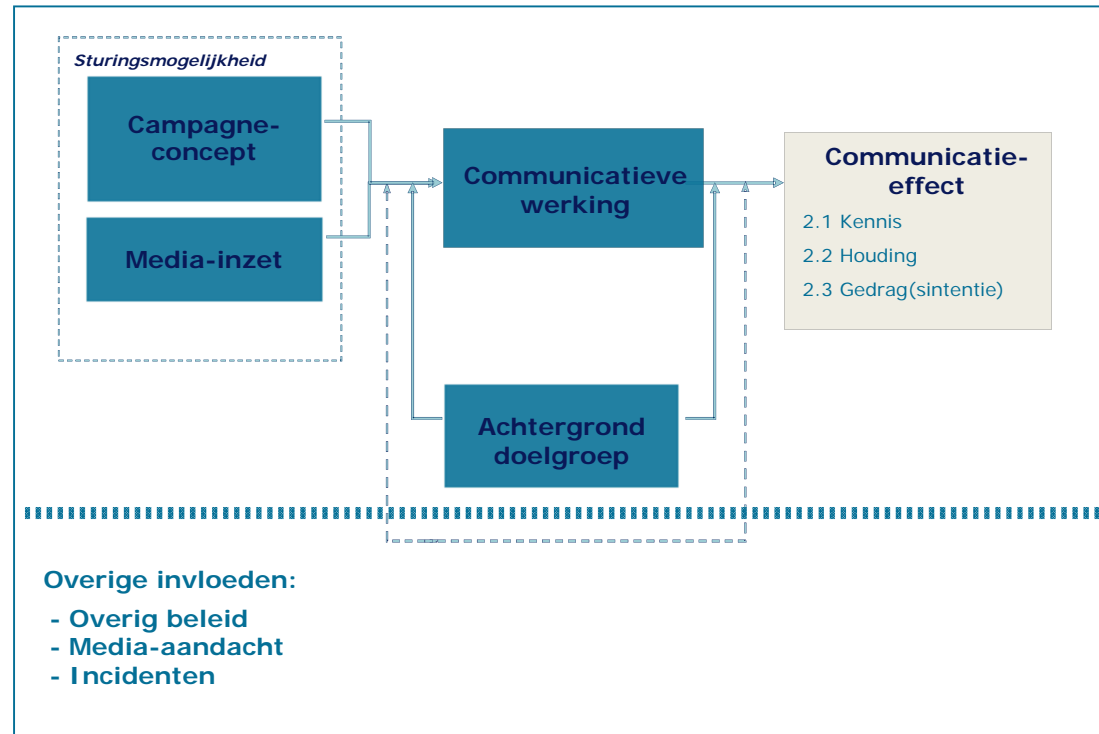 Sturingsmogelijkheid
Campagne-
concept
Media-inzet
Communicatieve
werking
Communicatie-
effect
2.1 Kennis
2.2 Houding
2.3 Gedrag(sintentie)
Achtergrond
doelgroep
Overige invloeden:
- Overig beleid
- Media-aandacht
- Incidenten